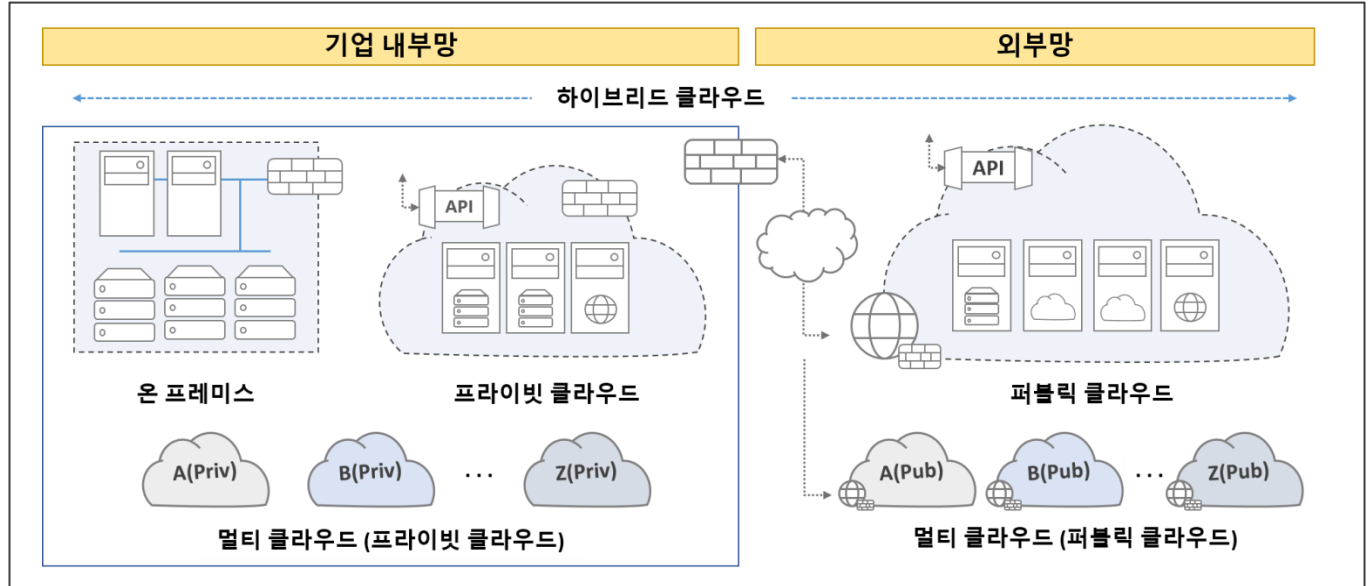 기업 내부망
외부망
하이브리드 클라우드
API
API
온 프레미스
프라이빗 클라우드
퍼블릭 클라우드
A(Priv)
B(Priv)
...
Z(Priv)
A(Pub)
B(Pub)
...
Z(Pub)
멀티 클라우드 (프라이빗 클라우드)
멀티 클라우드 (퍼블릭 클라우드)